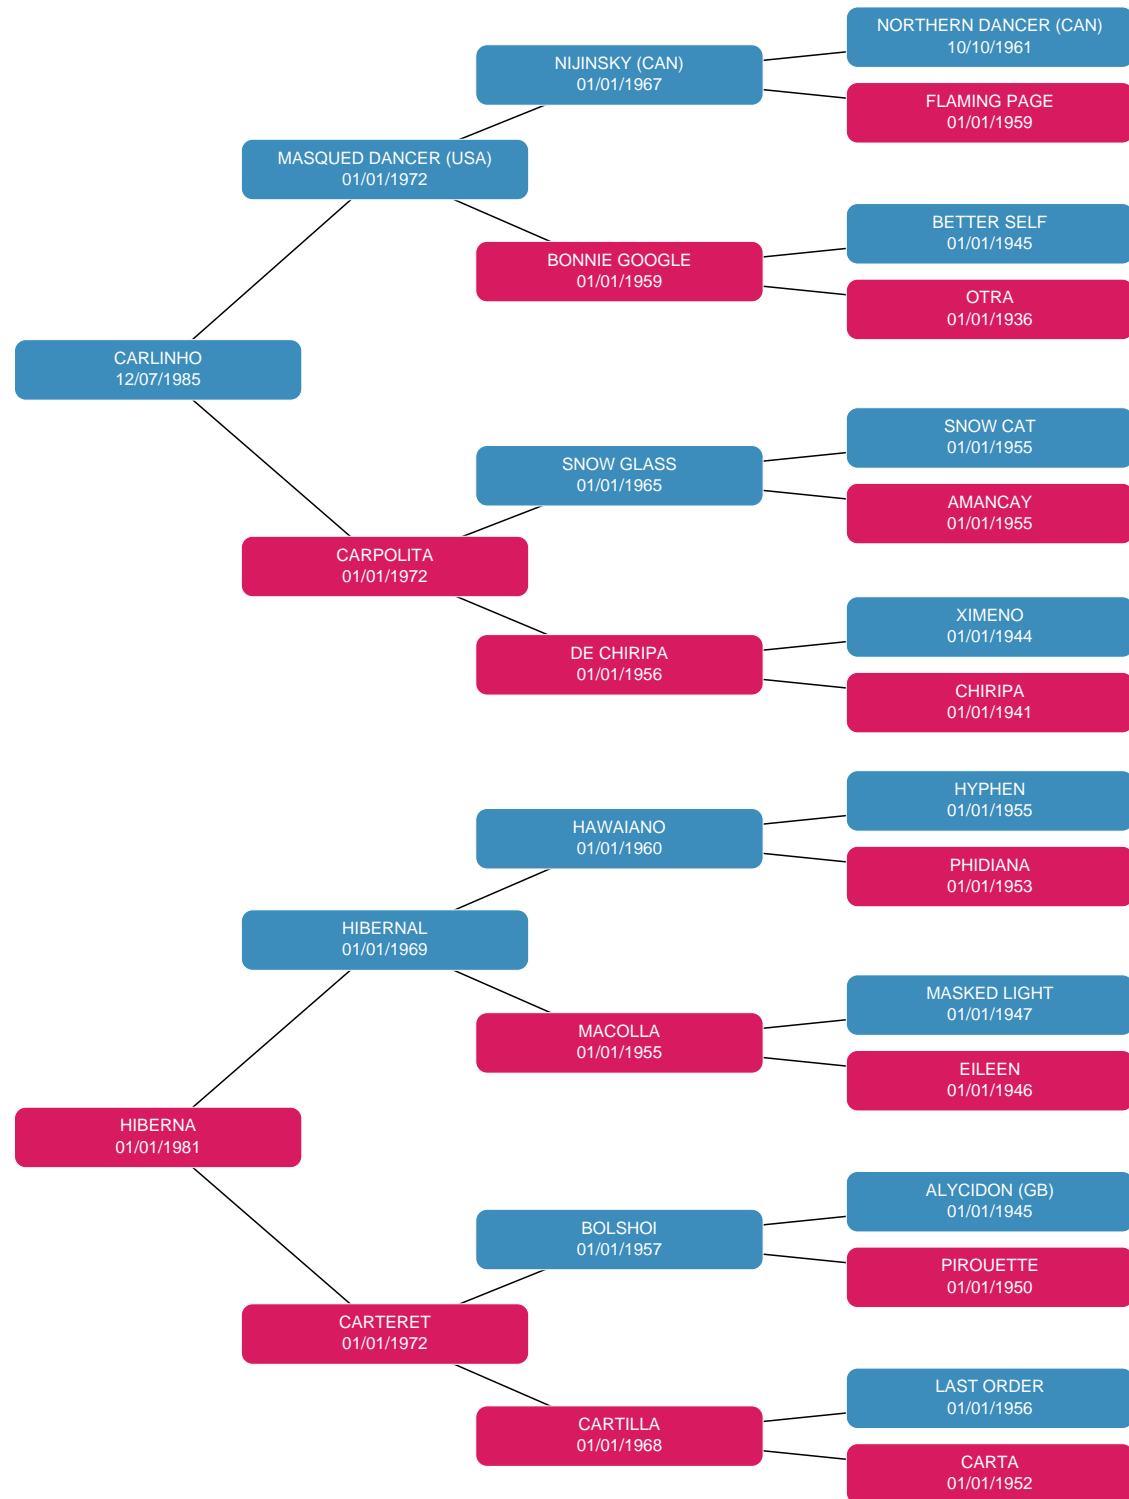 NORTHERN DANCER (CAN)
10/10/1961
NIJINSKY (CAN)
01/01/1967
FLAMING PAGE
01/01/1959
MASQUED DANCER (USA)
01/01/1972
BETTER SELF
01/01/1945
BONNIE GOOGLE
01/01/1959
OTRA
01/01/1936
CARLINHO
12/07/1985
SNOW CAT
01/01/1955
SNOW GLASS
01/01/1965
AMANCAY
01/01/1955
CARPOLITA
01/01/1972
XIMENO
01/01/1944
DE CHIRIPA
01/01/1956
CHIRIPA
01/01/1941
HYPHEN
01/01/1955
HAWAIANO
01/01/1960
PHIDIANA
01/01/1953
HIBERNAL
01/01/1969
MASKED LIGHT
01/01/1947
MACOLLA
01/01/1955
EILEEN
01/01/1946
HIBERNA
01/01/1981
ALYCIDON (GB)
01/01/1945
BOLSHOI
01/01/1957
PIROUETTE
01/01/1950
CARTERET
01/01/1972
LAST ORDER
01/01/1956
CARTILLA
01/01/1968
CARTA
01/01/1952